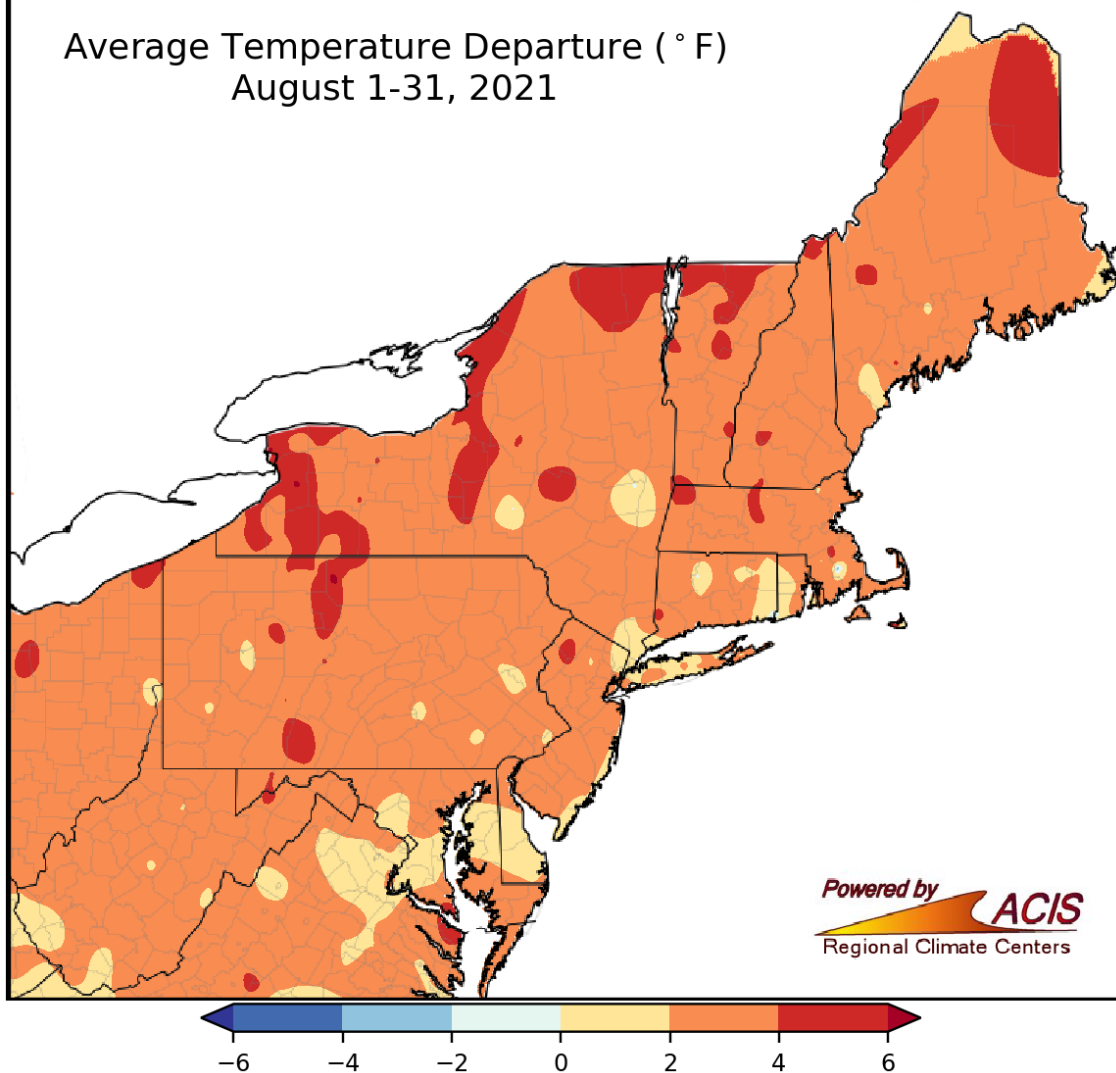 Average Temperature Departure (°F)
August 1-31, 2021
Powered by
ACIS
Regional Climate Centers
−6 −4 −2 0 2 4 6